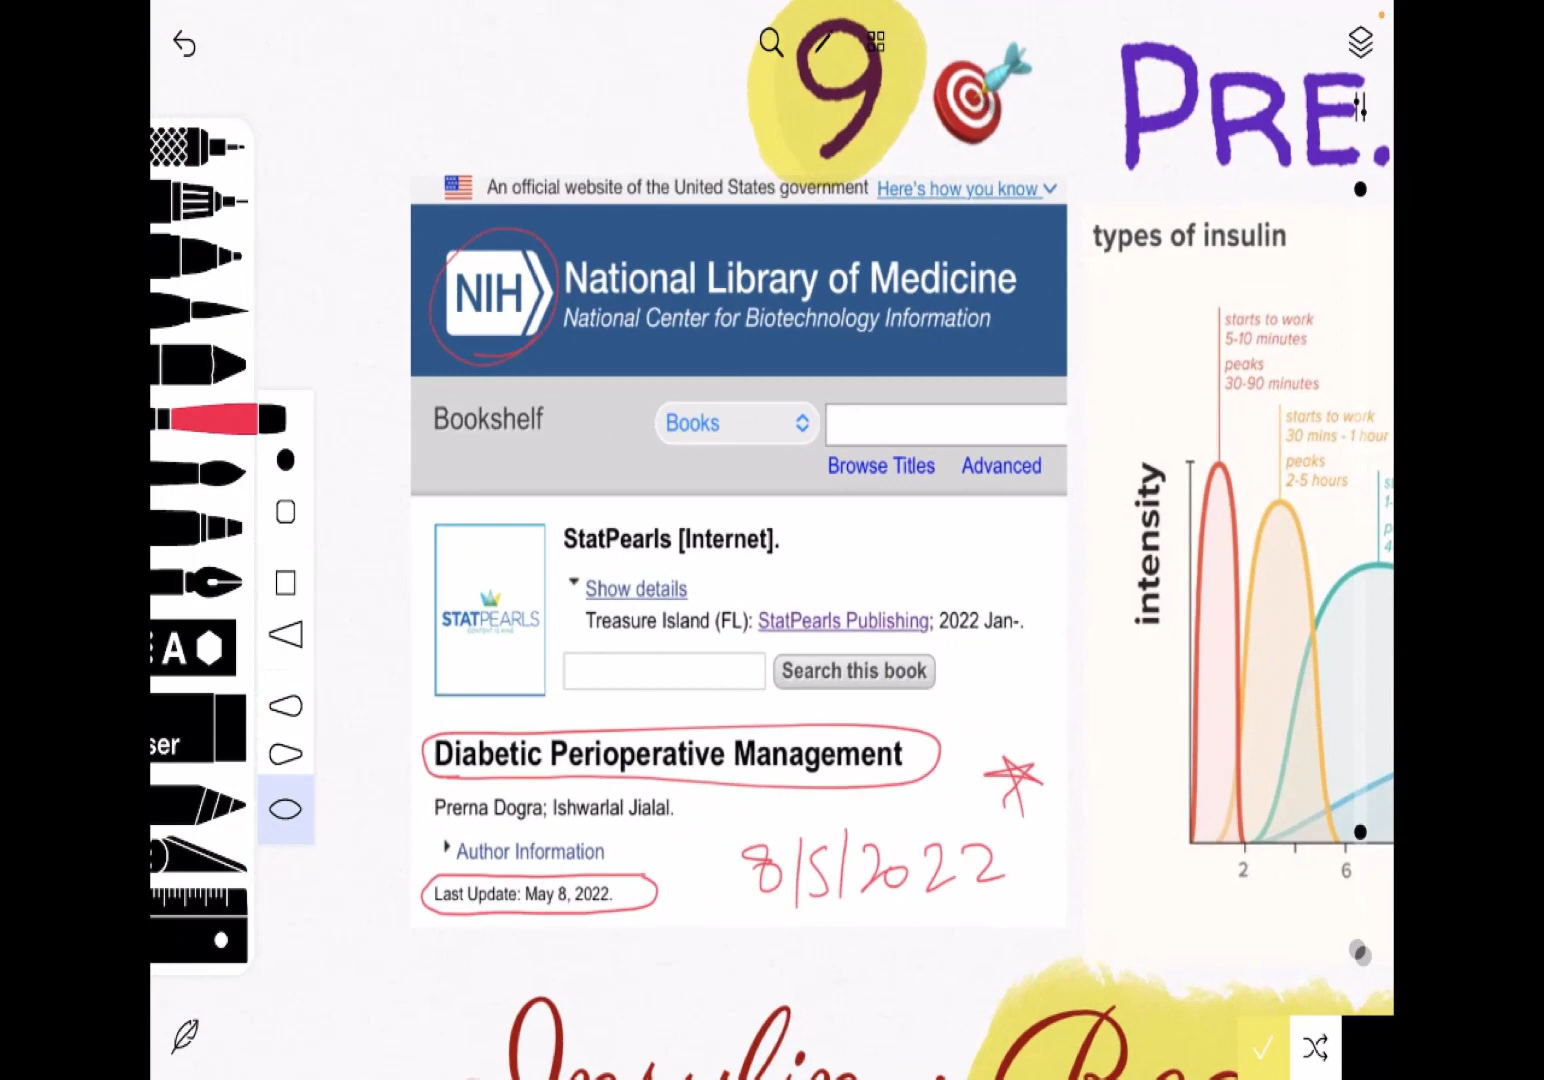 9
PRE.
An official website of the United States government Here's how you know
NIH National Library of Medicine
National Center for Biotechnology Information
Bookshelf
Books
Browse Titles Advanced
StatPearls [Internet].
Show details
Treasure Island (FL): StatPearls Publishing; 2022 Jan-.
STATPEARLS
Search this book
Diabetic Perioperative Management
Prerna Dogra; Ishwarlal Jialal.
Author Information
Last Update: May 8, 2022.
8/5/2022
types of insulin
starts to work
5-10 minutes
peaks
30-90 minutes
starts to work
30 mins - 1 hour
peaks
2-5 hours
intensity
2
6
A
ser
Insulin